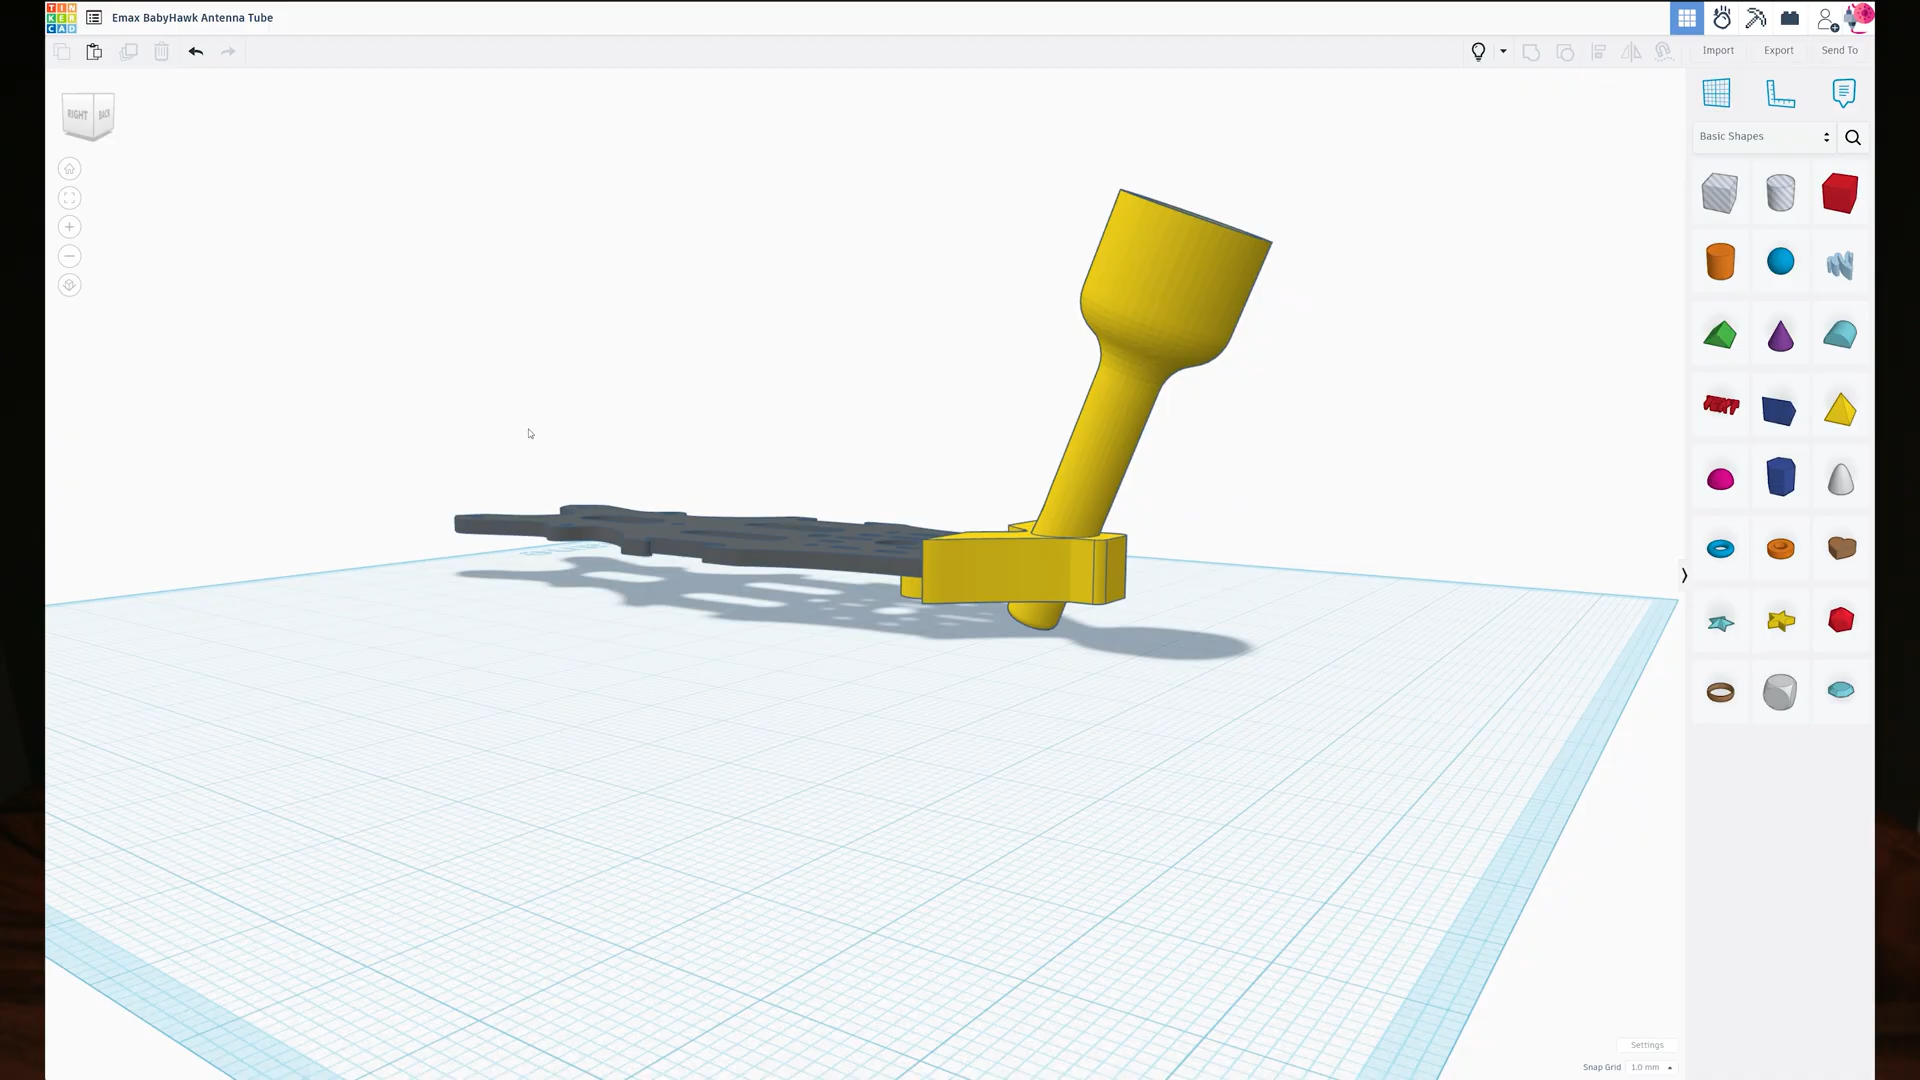 TIN
KER
CAD
Emax BabyHawk Antenna Tube
Import
Export
Send To
RIGHT
BACK
Basic Shapes
TEXT
Settings
Snap Grid
1.0 mm